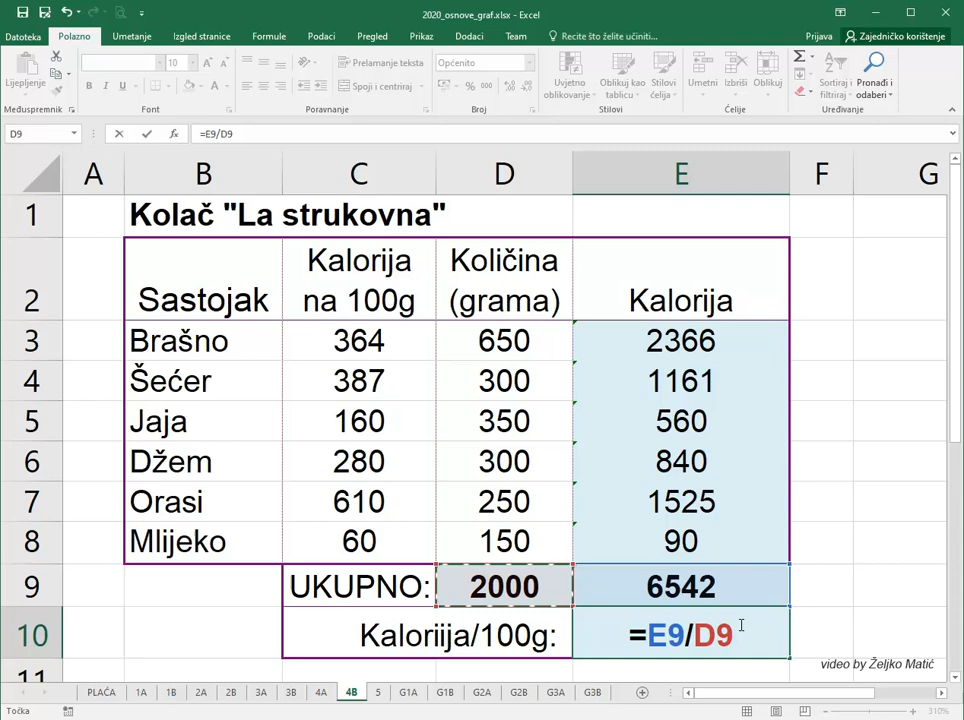 2020_osnove_graf.xlsx - Excel
Datoteka Polazno Umetanje Izgled stranice Formule Podaci Pregled Prikaz Dodaci Team Recite što želite učiniti... Prijava Zajedničko korištenje
Lijepljenje
10
Prelamanje teksta
Spoji i centriraj
Općenito
Uvjetno oblikovanje
Oblikuj kao tablicu
Stilovi ćelija
Umetni Izbriši Oblikuj
Sortiraj i filtriraj
Pronađi i odaberi
Međuspremnik Font Poravnanje Broj Stilovi Ćelije Uređivanje
D9 =E9/D9
A B C D E F G
1 Kolač "La strukovna"
2 Sastojak Kalorija na 100g Količina (grama) Kalorija
3 Brašno 364 650 2366
4 Šećer 387 300 1161
5 Jaja 160 350 560
6 Džem 280 300 840
7 Orasi 610 250 1525
8 Mlijeko 60 150 90
9 UKUPNO: 2000 6542
10 Kaloriija/100g: =E9/D9
11
video by Željko Matić
PLAĆA 1A 1B 2A 2B 3A 3B 4A 4B 5 G1A G1B G2A G2B G3A G3B
Točka 310%